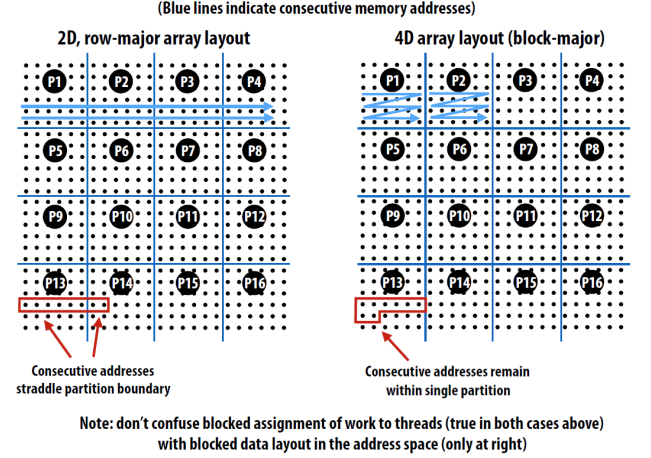 (Blue lines indicate consecutive memory addresses)
2D, row-major array layout
4D array layout (block-major)
P1 P2 P3 P4
P5 P6 P7 P8
P9 P10 P11 P12
P13 P14 P15 P16
P1 P2 P3 P4
P5 P6 P7 P8
P9 P10 P11 P12
P13 P14 P15 P16
Consecutive addresses
straddle partition boundary
Consecutive addresses remain
within single partition
Note: don't confuse blocked assignment of work to threads (true in both cases above)
with blocked data layout in the address space (only at right)